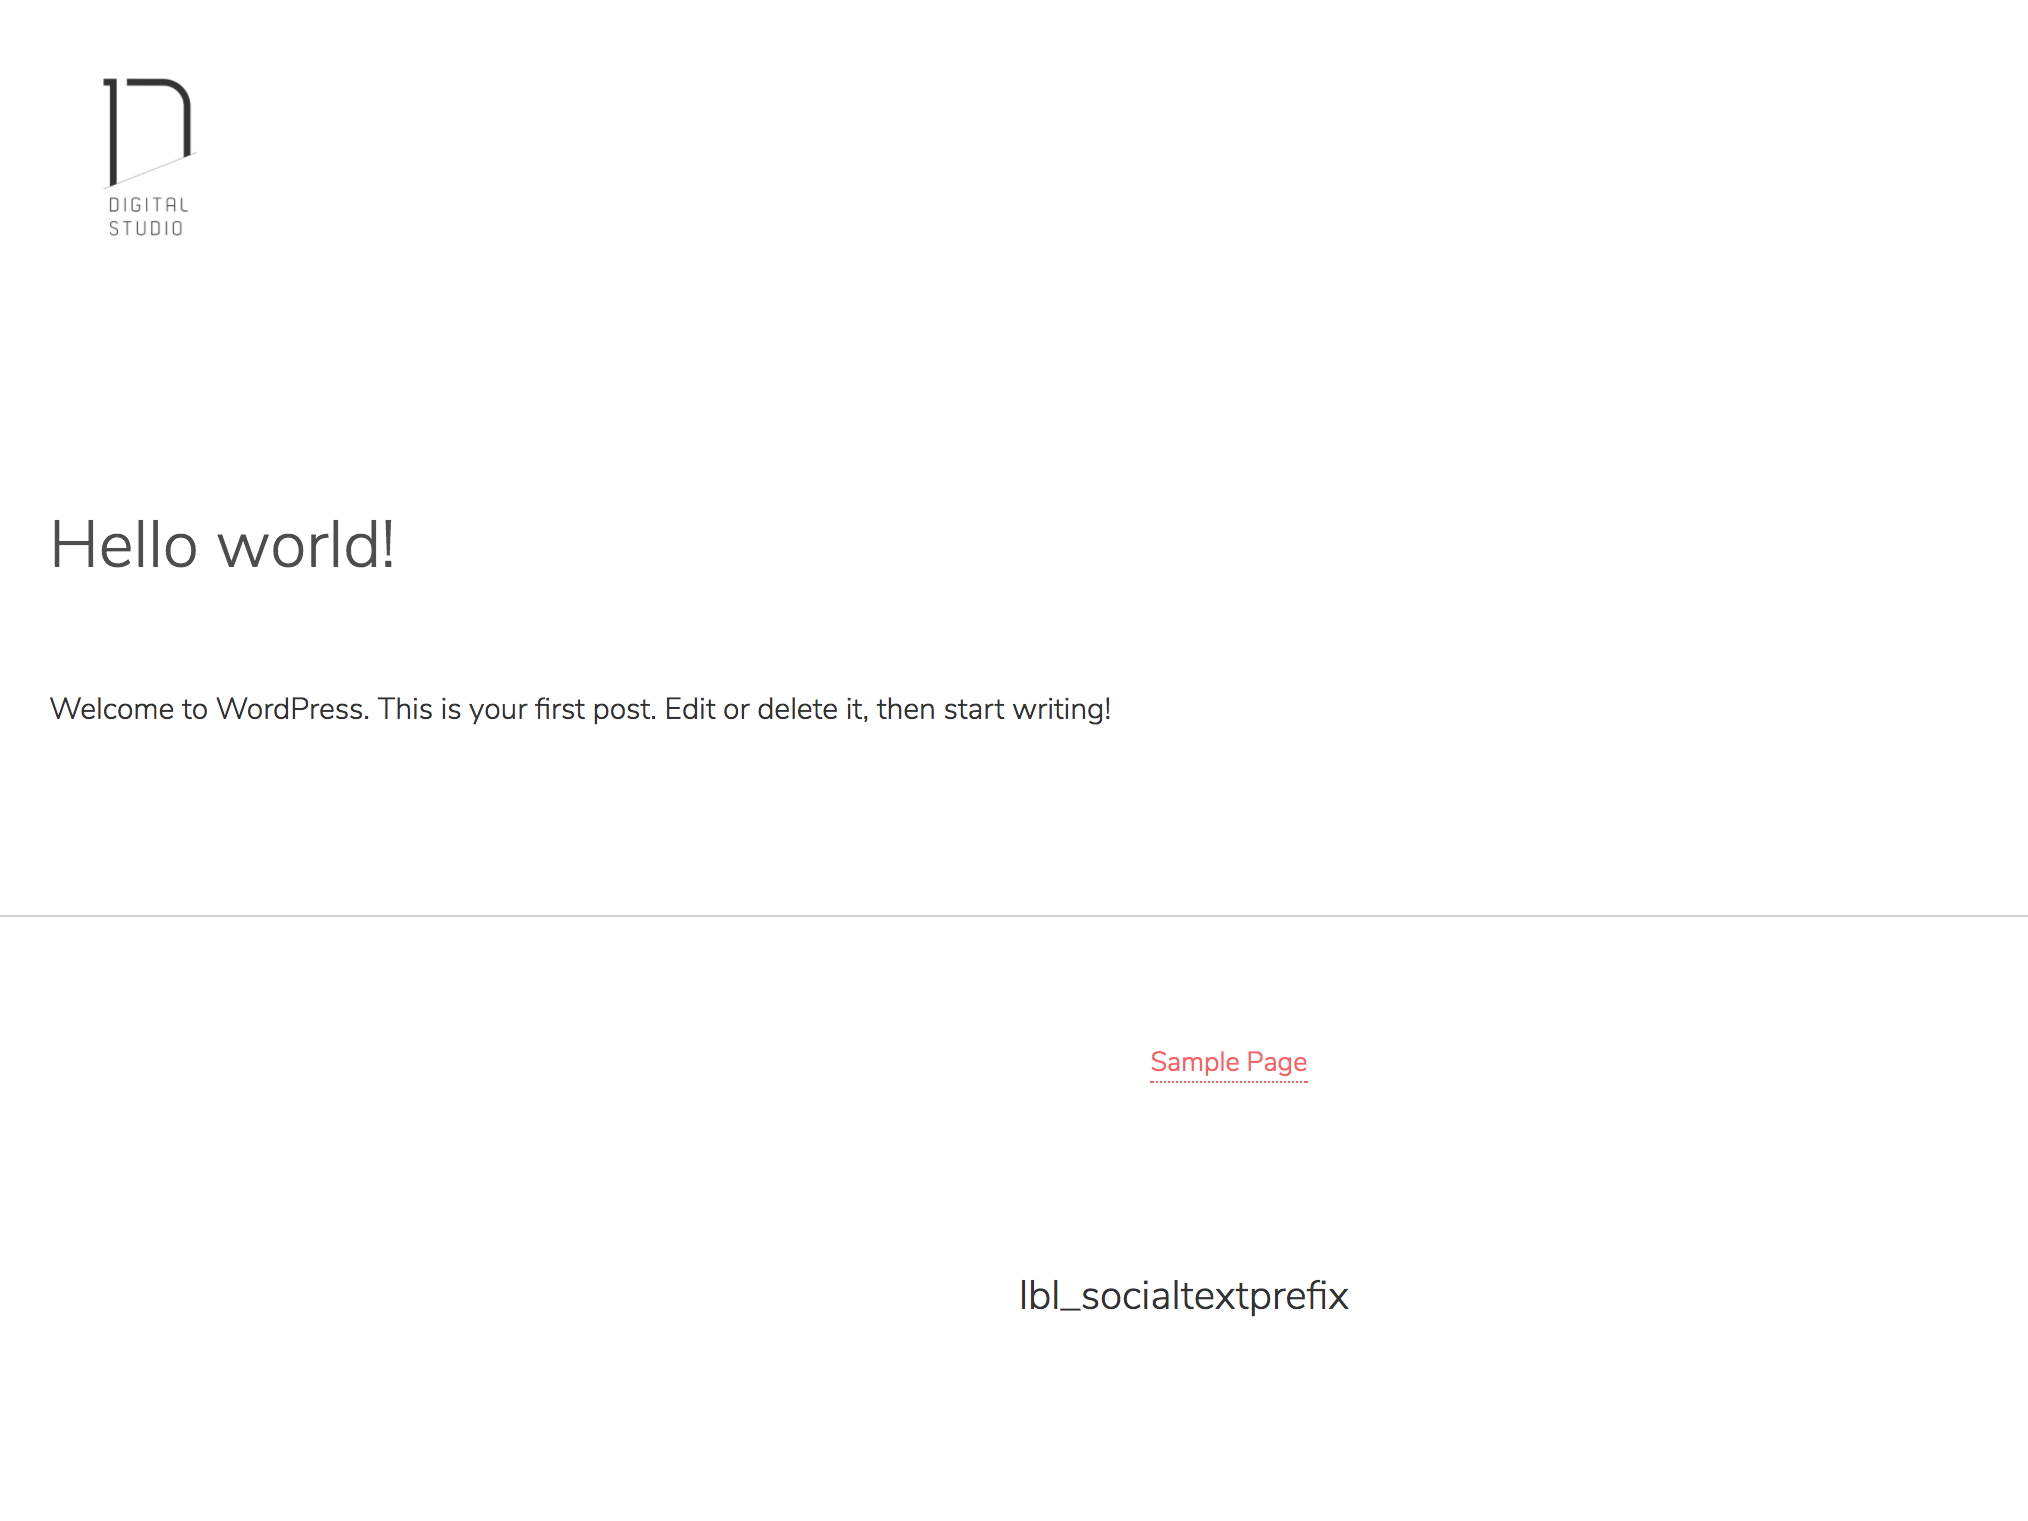 DIGITAL
STUDIO
Hello world!
Welcome to WordPress. This is your first post. Edit or delete it, then start writing!
Sample Page
lbl_socialtextprefix